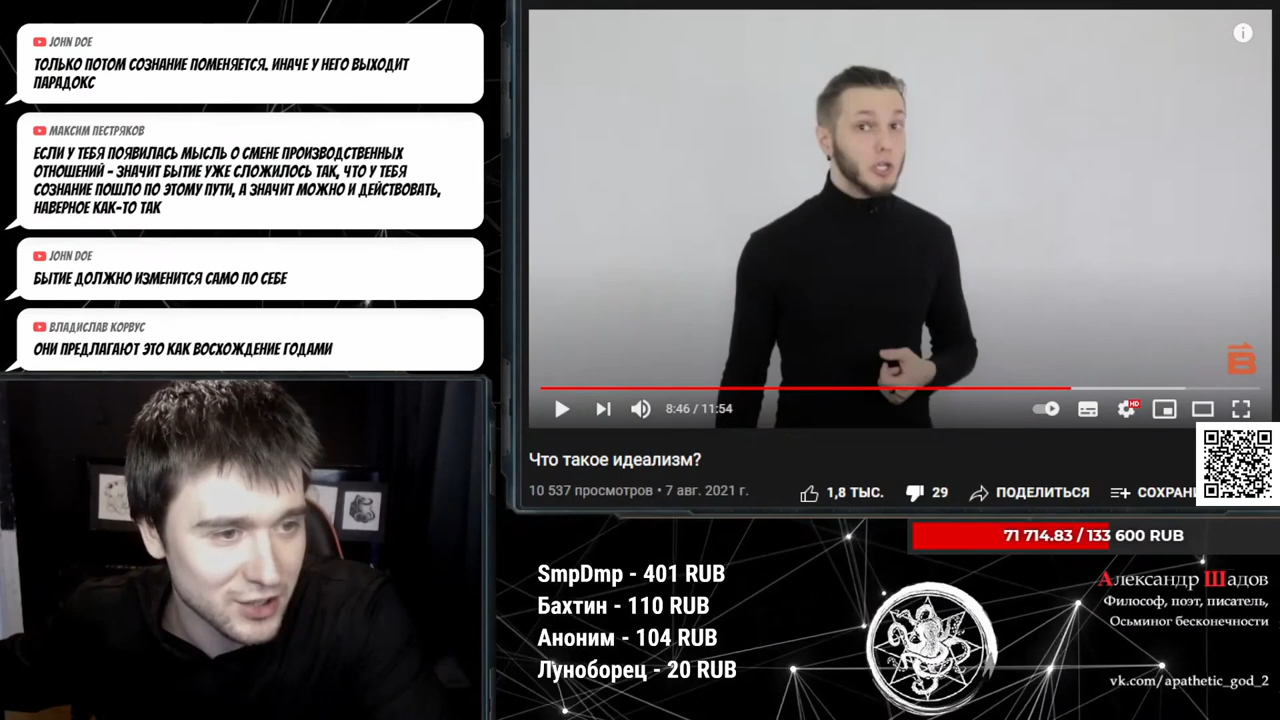 JOHN DOE
ТОЛЬКО ПОТОМ СОЗНАНИЕ ПОМЕНЯЕТСЯ. ИНАЧЕ У НЕГО ВЫХОДИТ
ПАРАДОКС
МАКСИМ ПЕСТРЯКОВ
ЕСЛИ У ТЕБЯ ПОЯВИЛАСЬ МЫСЛЬ О СМЕНЕ ПРОИЗВОДСТВЕННЫХ
ОТНОШЕНИЙ - ЗНАЧИТ БЫТИЕ УЖЕ СЛОЖИЛОСЬ ТАК, ЧТО У ТЕБЯ
СОЗНАНИЕ ПОШЛО ПО ЭТОМУ ПУТИ, А ЗНАЧИТ МОЖНО И ДЕЙСТВОВАТЬ,
НАВЕРНОЕ КАК-ТО ТАК
JOHN DOE
БЫТИЕ ДОЛЖНО ИЗМЕНИТСЯ САМО ПО СЕБЕ
ВЛАДИСЛАВ КОРВУС
ОНИ ПРЕДЛАГАЮТ ЭТО КАК ВОСХОЖДЕНИЕ ГОДАМИ
B
8:46 / 11:54
HD
Что такое идеализм?
10 537 просмотров • 7 авг. 2021 г.
1,8 ТЫС.
29
ПОДЕЛИТЬСЯ
СОХРАН
71 714.83 / 133 600 RUB
SmpDmp - 401 RUB
Бахтин - 110 RUB
Аноним - 104 RUB
Луноборец - 20 RUB
Александр Шадов
Философ, поэт, писатель,
Осьминог бесконечности
vk.com/apathetic_god_2